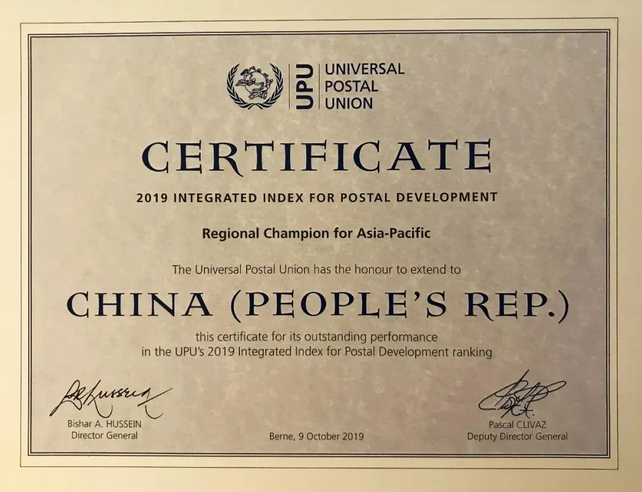 UPU
UNIVERSAL
POSTAL
UNION
CERTIFICATE
2019 INTEGRATED INDEX FOR POSTAL DEVELOPMENT
Regional Champion for Asia-Pacific
The Universal Postal Union has the honour to extend to
CHINA (PEOPLE'S REP.)
this certificate for its outstanding performance
in the UPU's 2019 Integrated Index for Postal Development ranking
Bishar A. HUSSEIN
Director General
Berne, 9 October 2019
Pascal CLIVAZ
Deputy Director General